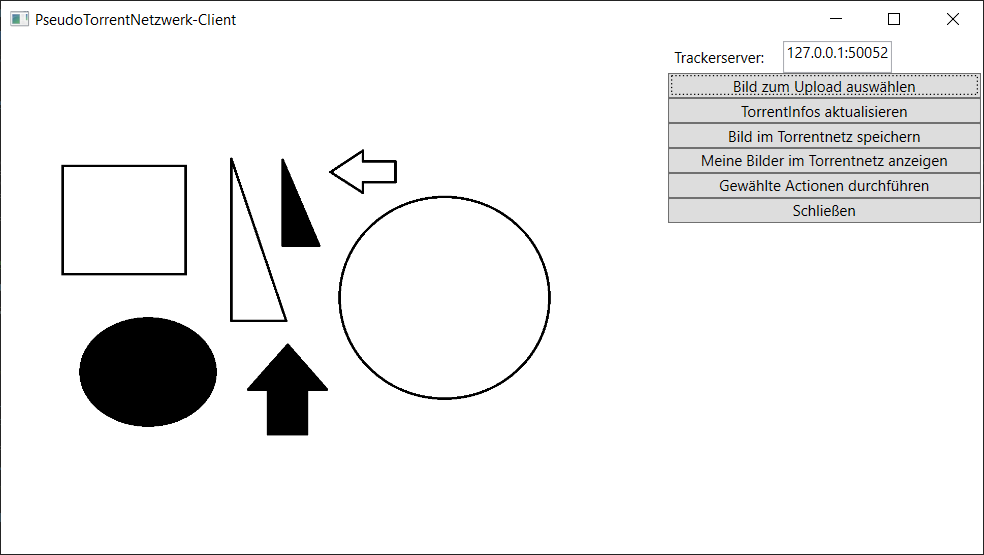 PseudoTorrentNetzwerk-Client
Trackerserver: 127.0.0.1:50052
Bild zum Upload auswählen
TorrentInfos aktualisieren
Bild im Torrentnetz speichern
Meine Bilder im Torrentnetz anzeigen
Gewählte Actionen durchführen
Schließen